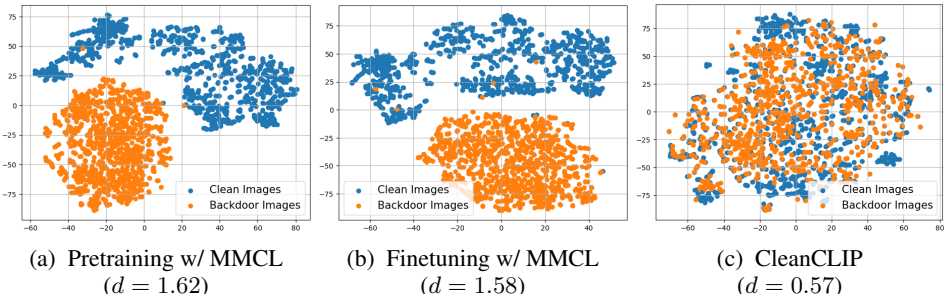 75
50
25
0
−25
−50
−75
−60 −40 −20 0 20 40 60 80
Clean Images
Backdoor Images
75
50
25
0
−25
−50
−75
−60 −40 −20 0 20 40 60
Clean Images
Backdoor Images
75
50
25
0
−25
−50
−75
−60 −40 −20 0 20 40 60 80
Clean Images
Backdoor Images
(a) Pretraining w/ MMCL
(d = 1.62)
(b) Finetuning w/ MMCL
(d = 1.58)
(c) CleanCLIP
(d = 0.57)